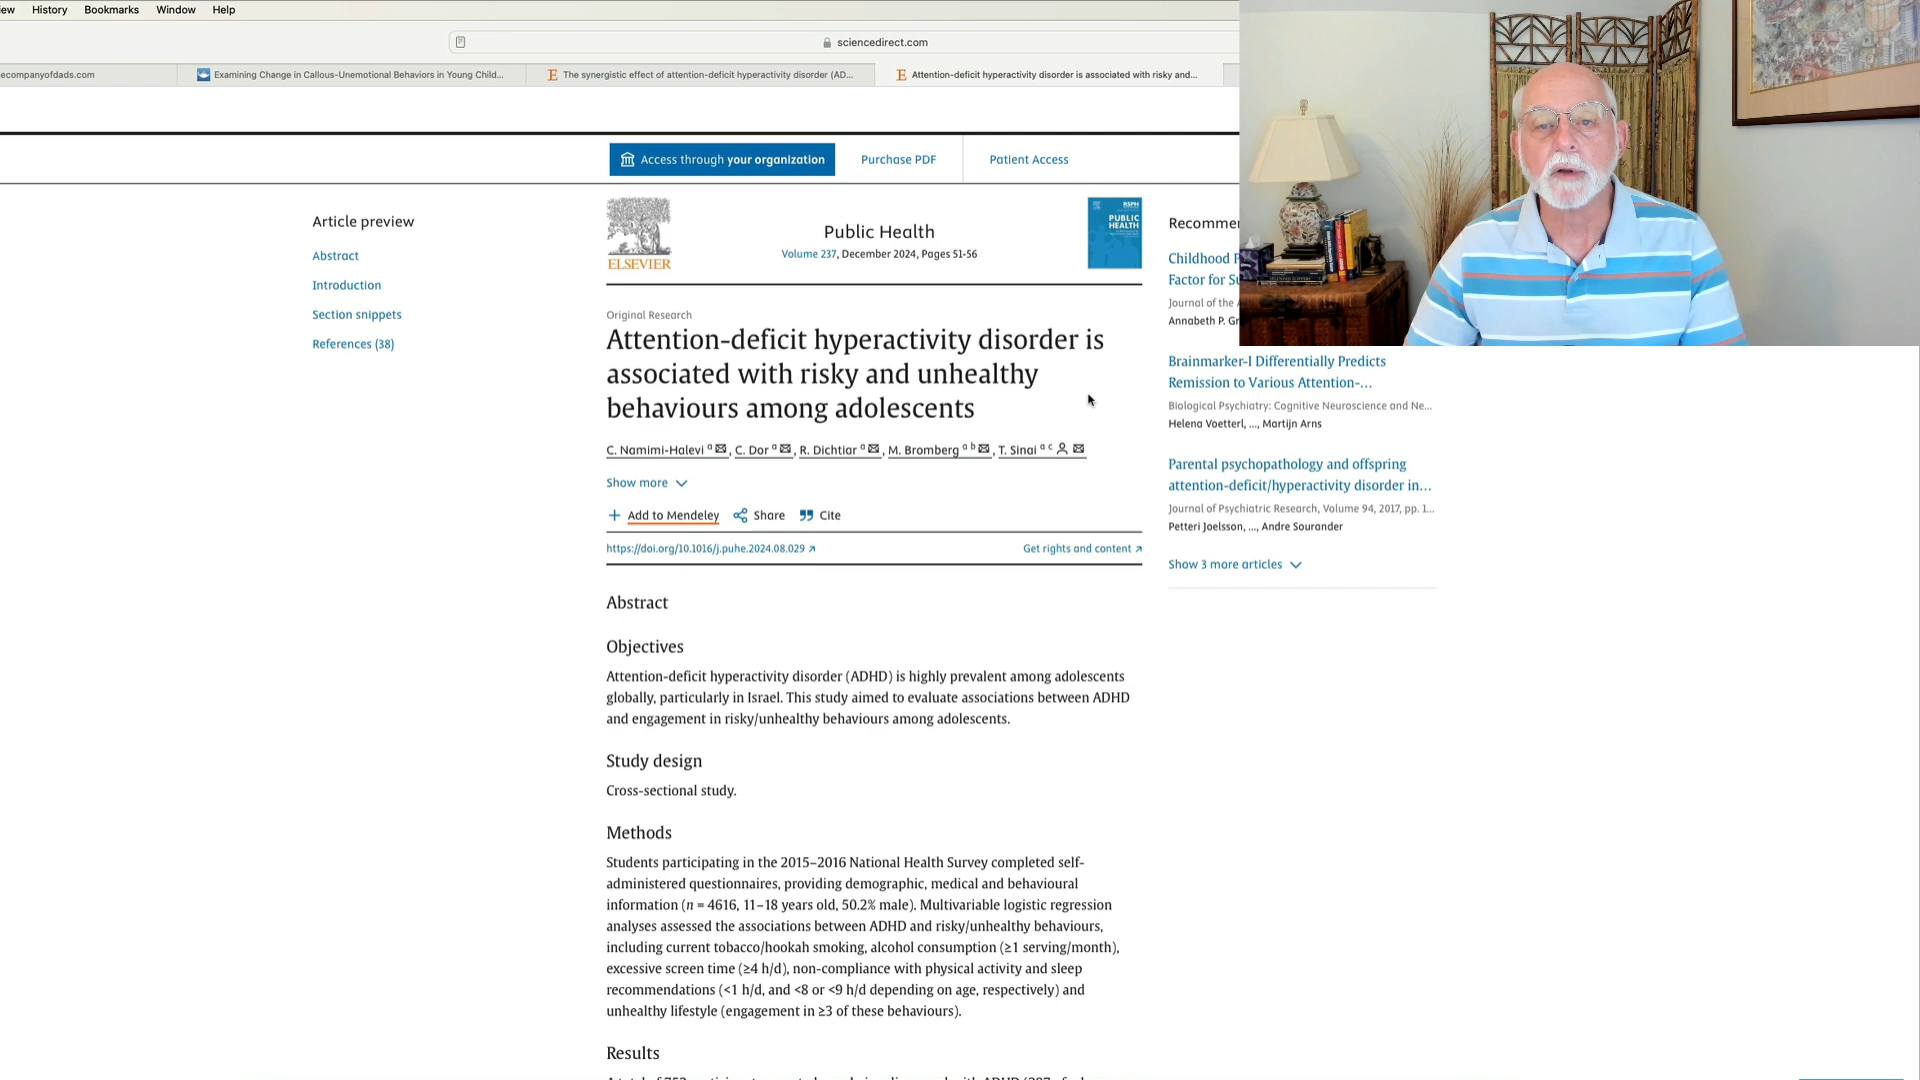 ew History Bookmarks Window Help
sciencedirect.com
ecompanyofdads.com
Examining Change in Callous-Unemotional Behaviors in Young Child...
The synergistic effect of attention-deficit hyperactivity disorder (AD...
Attention-deficit hyperactivity disorder is associated with risky and...
Access through your organization
Purchase PDF
Patient Access
Article preview
Abstract
Introduction
Section snippets
References (38)
ELSEVIER
Public Health
Volume 237, December 2024, Pages 51-56
RSPH
PUBLIC
HEALTH
Original Research
Attention-deficit hyperactivity disorder is
associated with risky and unhealthy
behaviours among adolescents
C. Namimi-Halevi a, C. Dor a, R. Dichtiar a, M. Bromberg a b, T. Sinai a c
Show more
Add to Mendeley Share Cite
https://doi.org/10.1016/j.puhe.2024.08.029
Get rights and content
Abstract
Objectives
Attention-deficit hyperactivity disorder (ADHD) is highly prevalent among adolescents
globally, particularly in Israel. This study aimed to evaluate associations between ADHD
and engagement in risky/unhealthy behaviours among adolescents.
Study design
Cross-sectional study.
Methods
Students participating in the 2015–2016 National Health Survey completed self-
administered questionnaires, providing demographic, medical and behavioural
information (n = 4616, 11–18 years old, 50.2% male). Multivariable logistic regression
analyses assessed the associations between ADHD and risky/unhealthy behaviours,
including current tobacco/hookah smoking, alcohol consumption (≥1 serving/month),
excessive screen time (≥4 h/d), non-compliance with physical activity and sleep
recommendations (<1 h/d, and <8 or <9 h/d depending on age, respectively) and
unhealthy lifestyle (engagement in ≥3 of these behaviours).
Results
Recommen
Childhood P
Factor for Su
Journal of the A
Annabeth P. Gr
Brainmarker-I Differentially Predicts
Remission to Various Attention-...
Biological Psychiatry: Cognitive Neuroscience and Ne...
Helena Voetterl, ..., Martijn Arns
Parental psychopathology and offspring
attention-deficit/hyperactivity disorder in...
Journal of Psychiatric Research, Volume 94, 2017, pp. 1...
Petteri Joelsson, ..., Andre Sourander
Show 3 more articles